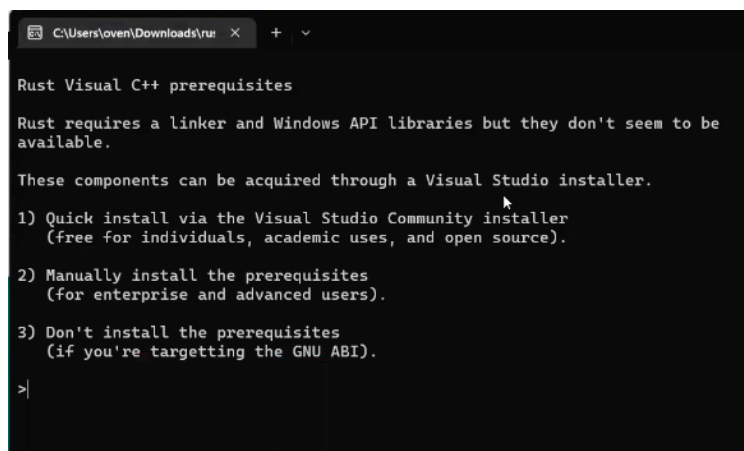 C:\Users\oven\Downloads\rus
Rust Visual C++ prerequisites
Rust requires a linker and Windows API libraries but they don't seem to be
available.
These components can be acquired through a Visual Studio installer.
1) Quick install via the Visual Studio Community installer
(free for individuals, academic uses, and open source).
2) Manually install the prerequisites
(for enterprise and advanced users).
3) Don't install the prerequisites
(if you're targetting the GNU ABI).
>